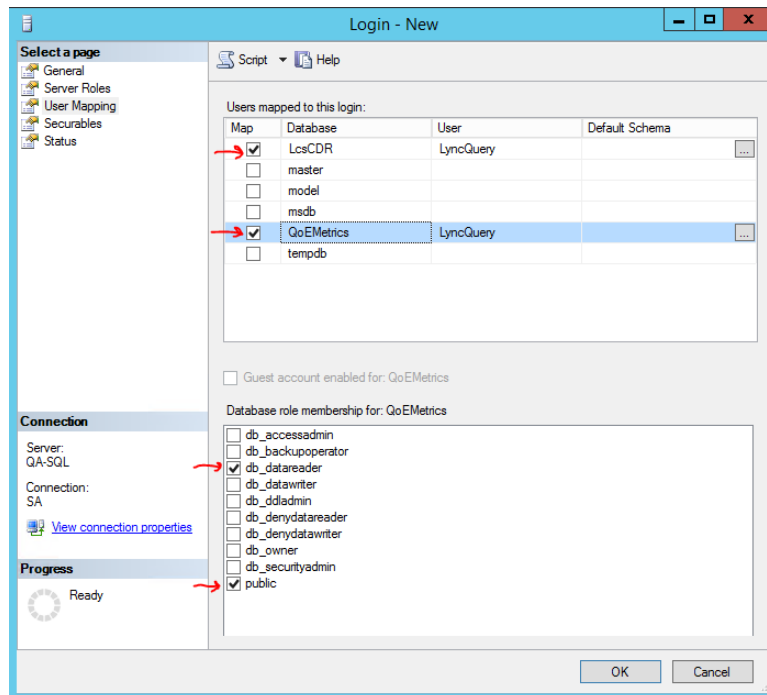 Login - New
Select a page
General
Server Roles
User Mapping
Securables
Status
Script
Help
Users mapped to this login:
Map Database User Default Schema
LcsCDR LyncQuery ...
master
model
msdb
QoEMetrics LyncQuery ...
tempdb
Guest account enabled for: QoEMetrics
Database role membership for: QoEMetrics
db_accessadmin
db_backupoperator
db_datareader
db_datawriter
db_ddladmin
db_denydatareader
db_denydatawriter
db_owner
db_securityadmin
public
Connection
Server:
QA-SQL
Connection:
SA
View connection properties
Progress
Ready
OK Cancel